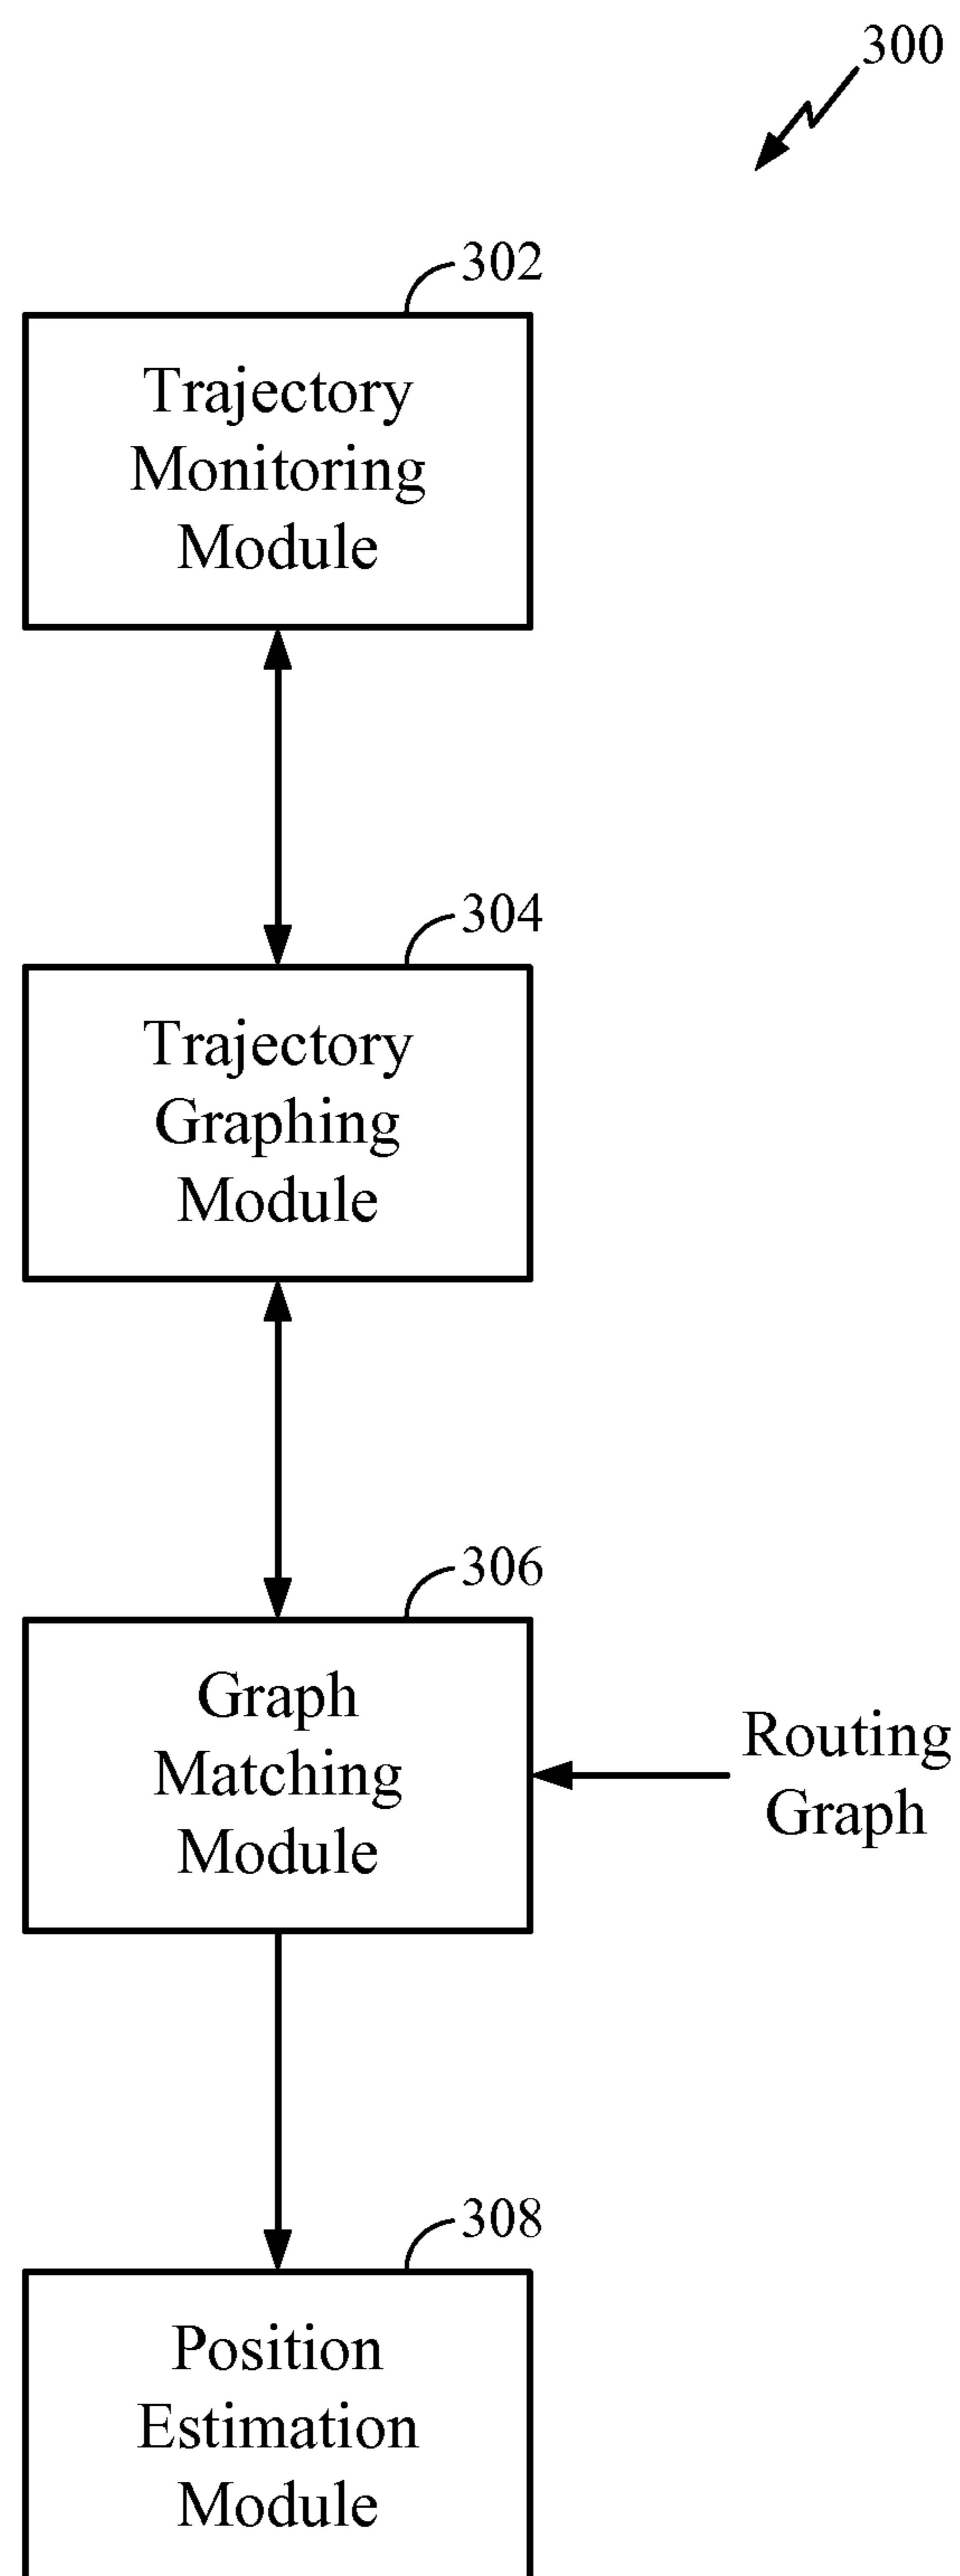 300
302
Trajectory
Monitoring
Module
304
Trajectory
Graphing
Module
306
Graph
Matching
Module
Routing
Graph
308
Position
Estimation
Module